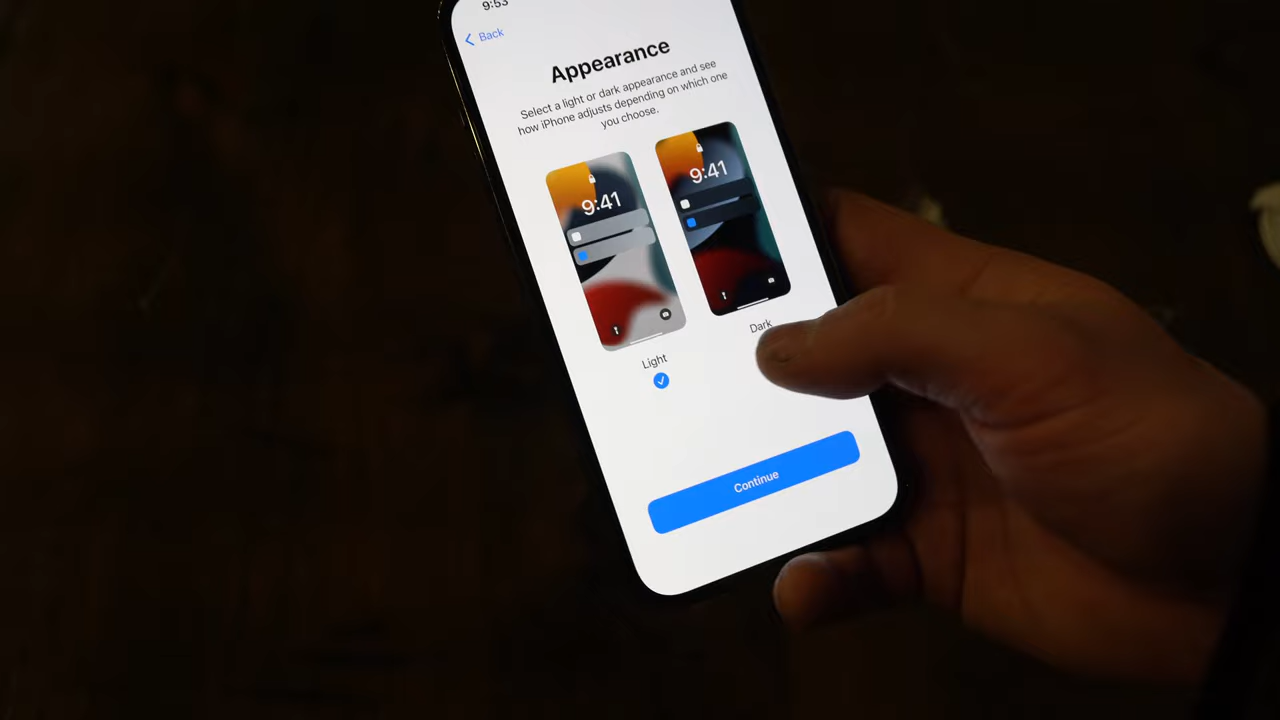 9:53
Back
Appearance
Select a light or dark appearance and see
how iPhone adjusts depending on which one
you choose.
9:41
9:41
Light
Dark
Continue